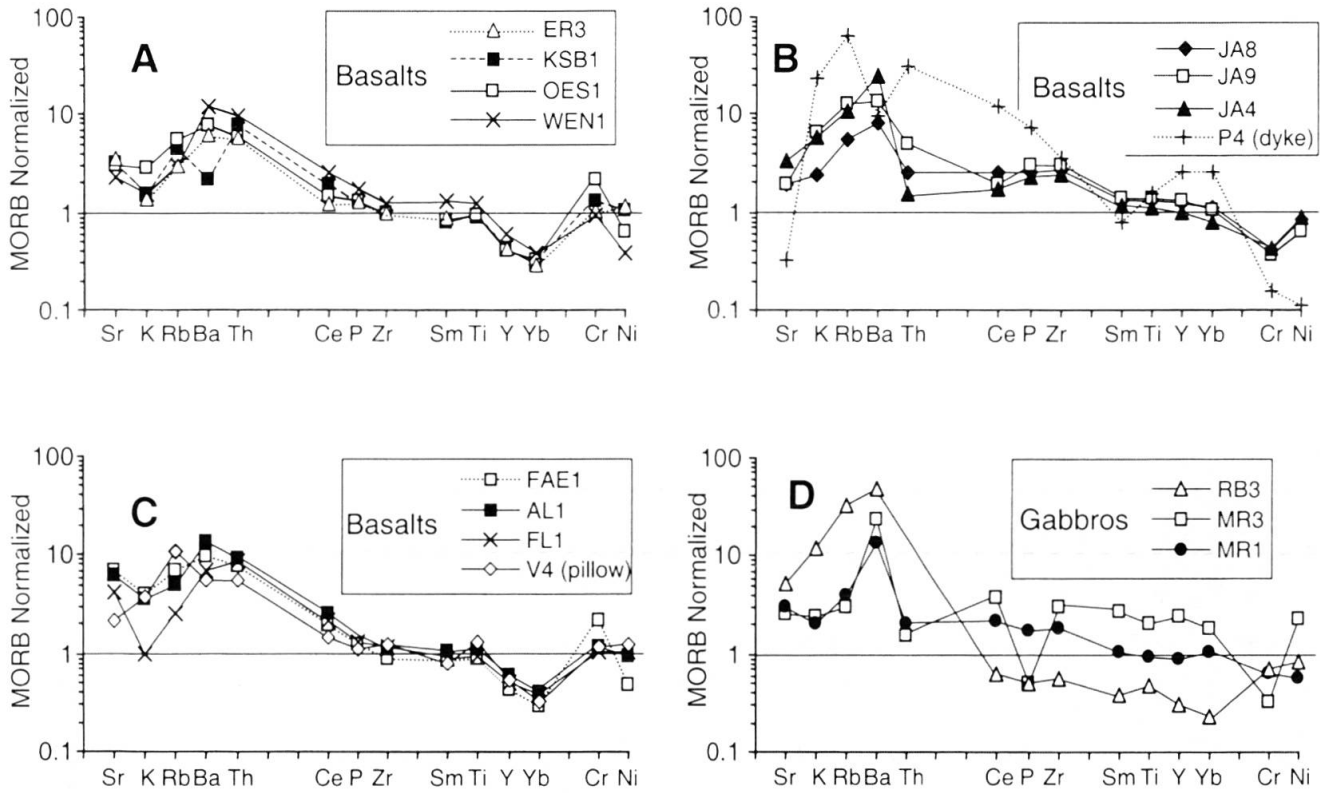 A
MORB Normalized
100
10
1
0.1
Basalts
ER3
KSB1
OES1
WEN1
Sr K Rb Ba Th Ce P Zr Sm Ti Y Yb Cr Ni
B
MORB Normalized
100
10
1
0.1
Basalts
JA8
JA9
JA4
P4 (dyke)
Sr K Rb Ba Th Ce P Zr Sm Ti Y Yb Cr Ni
C
MORB Normalized
100
10
1
0.1
Basalts
FAE1
AL1
FL1
V4 (pillow)
Sr K Rb Ba Th Ce P Zr Sm Ti Y Yb Cr Ni
D
MORB Normalized
100
10
1
0.1
Gabbros
RB3
MR3
MR1
Sr K Rb Ba Th Ce P Zr Sm Ti Y Yb Cr Ni